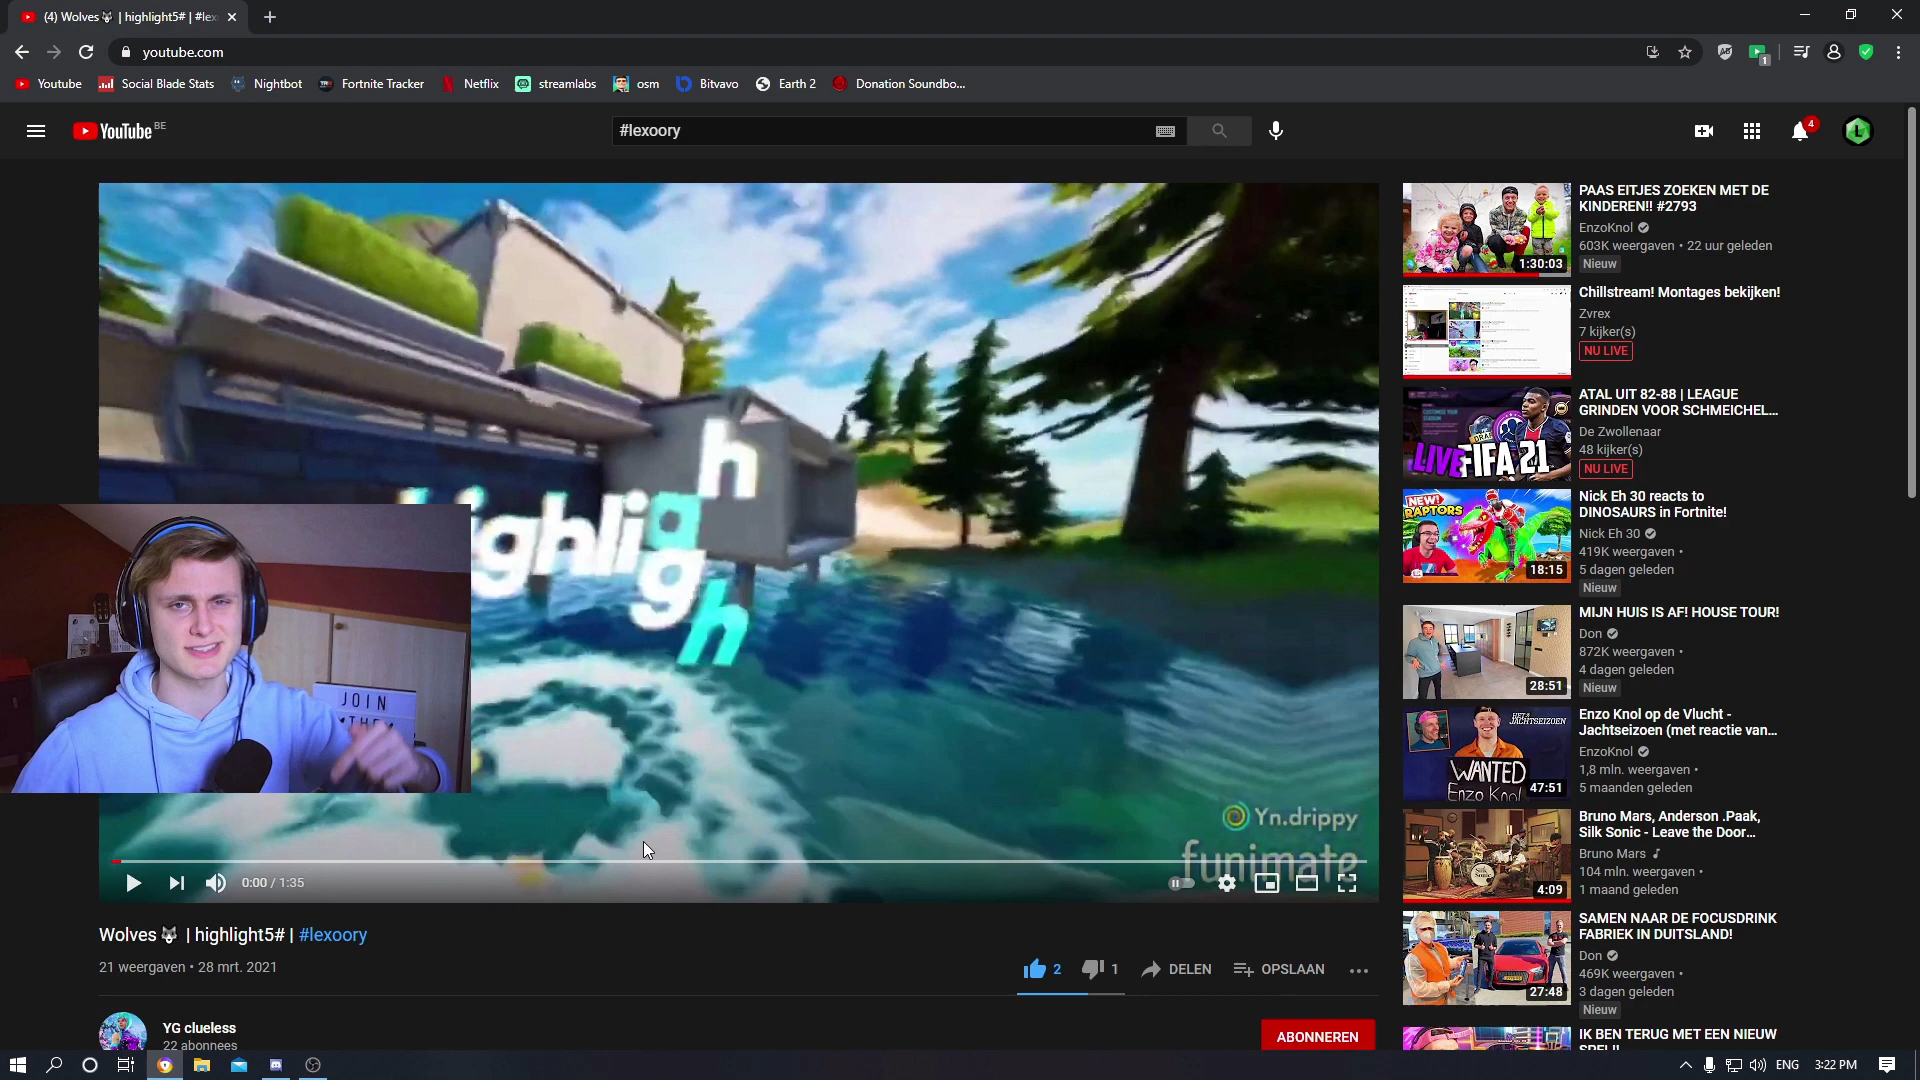 (4) Wolves🐺 | highlight5# | #lex
youtube.com
1
Youtube
Social Blade Stats
Nightbot
Fortnite Tracker
Netflix
streamlabs
osm
Bitvavo
Earth 2
Donation Soundbo...
YouTube BE
#lexoory
4
L
highlig
h
g
h
JOIN
Yn.drippy
funimate
0:00 / 1:35
Wolves🐺 | highlight5# | #lexoory
21 weergaven • 28 mrt. 2021
2
1
DELEN
OPSLAAN
YG clueless
22 abonnees
ABONNEREN
1:30:03
PAAS EITJES ZOEKEN MET DE
KINDEREN!! #2793
EnzoKnol
603K weergaven • 22 uur geleden
Nieuw
Chillstream! Montages bekijken!
Zvrex
7 kijker(s)
NU LIVE
LIVE FIFA 21
ATAL UIT 82-88 | LEAGUE
GRINDEN VOOR SCHMEICHEL...
De Zwollenaar
48 kijker(s)
NU LIVE
NEW!
RAPTORS
18:15
Nick Eh 30 reacts to
DINOSAURS in Fortnite!
Nick Eh 30
419K weergaven •
5 dagen geleden
Nieuw
28:51
MIJN HUIS IS AF! HOUSE TOUR!
Don
872K weergaven •
4 dagen geleden
Nieuw
JACHTSEIZOEN
WANTED
Enzo Knol
47:51
Enzo Knol op de Vlucht -
Jachtseizoen (met reactie van...
EnzoKnol
1,8 mln. weergaven •
5 maanden geleden
4:09
Bruno Mars, Anderson .Paak,
Silk Sonic - Leave the Door...
Bruno Mars
104 mln. weergaven •
1 maand geleden
27:48
SAMEN NAAR DE FOCUSDRINK
FABRIEK IN DUITSLAND!
Don
469K weergaven •
3 dagen geleden
Nieuw
IK BEN TERUG MET EEN NIEUW
SPEL!!
ENG
3:22 PM